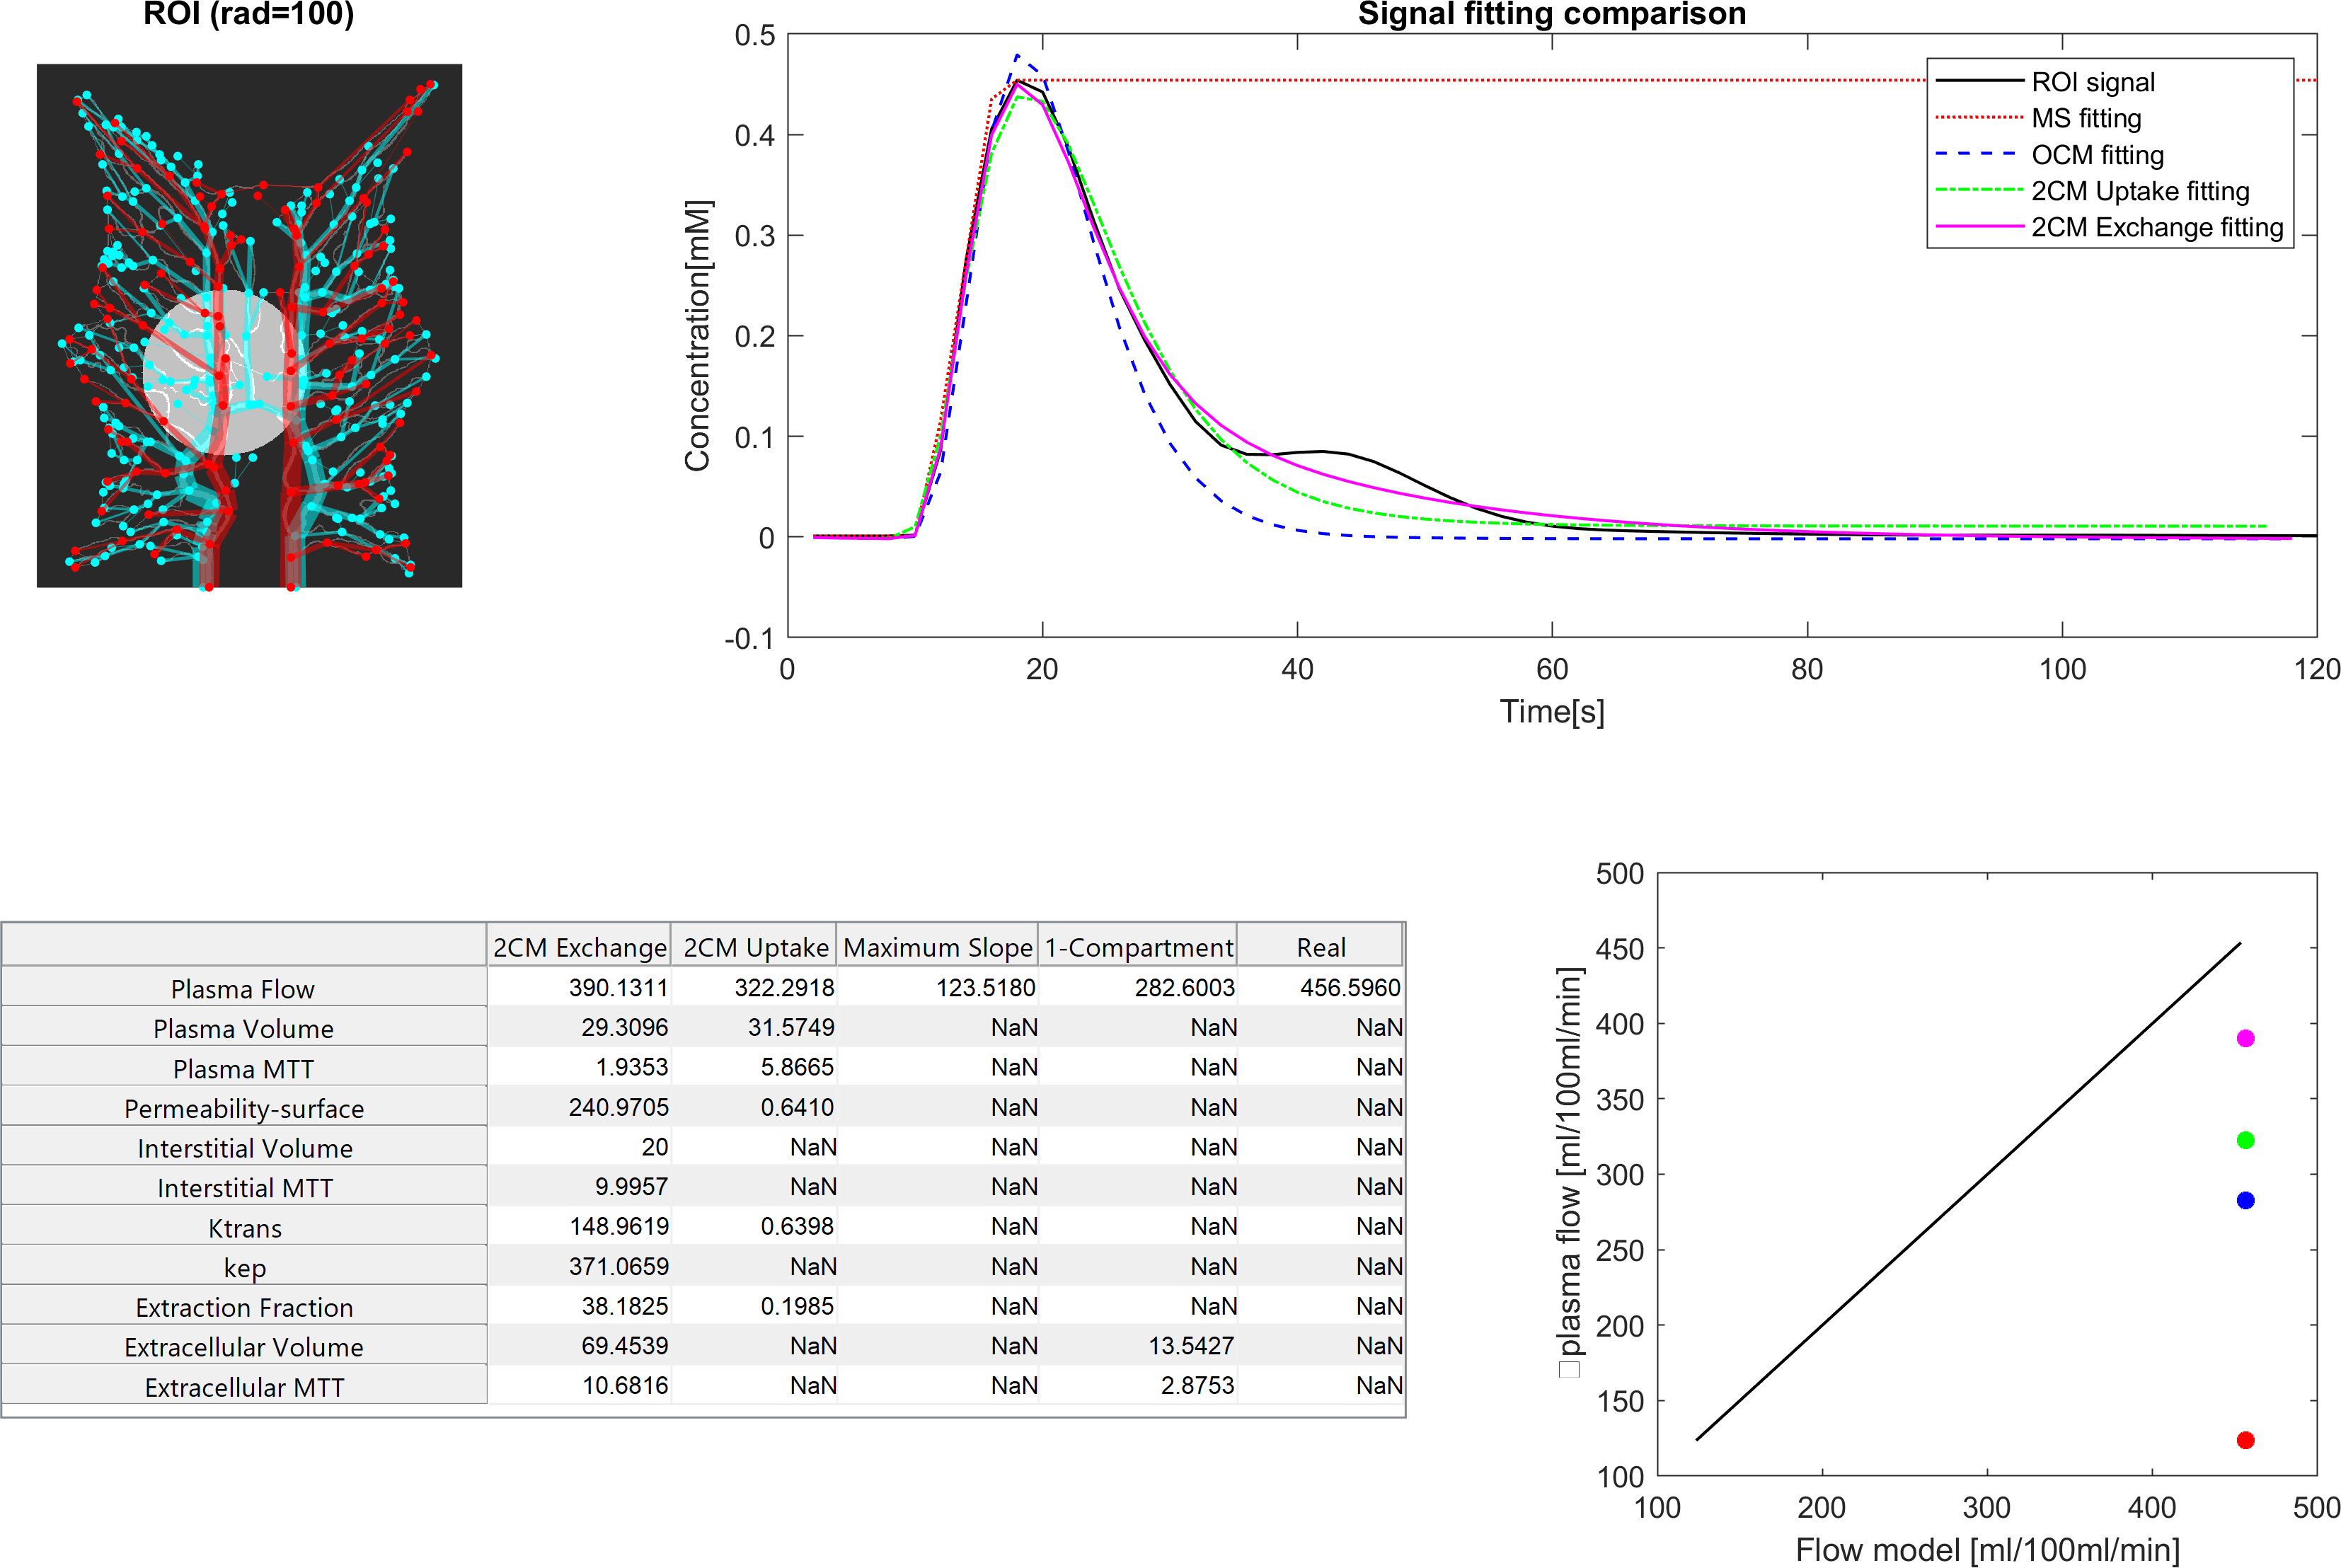 ROI (rad=100)
Signal fitting comparison
Concentration[mM]
0.5
0.4
0.3
0.2
0.1
0
-0.1
0 20 40 60 80 100 120
Time[s]
ROI signal
MS fitting
OCM fitting
2CM Uptake fitting
2CM Exchange fitting
2CM Exchange 2CM Uptake Maximum Slope 1-Compartment Real
Plasma Flow 390.1311 322.2918 123.5180 282.6003 456.5960
Plasma Volume 29.3096 31.5749 NaN NaN NaN
Plasma MTT 1.9353 5.8665 NaN NaN NaN
Permeability-surface 240.9705 0.6410 NaN NaN NaN
Interstitial Volume 20 NaN NaN NaN NaN
Interstitial MTT 9.9957 NaN NaN NaN NaN
Ktrans 148.9619 0.6398 NaN NaN NaN
kep 371.0659 NaN NaN NaN NaN
Extraction Fraction 38.1825 0.1985 NaN NaN NaN
Extracellular Volume 69.4539 NaN NaN 13.5427 NaN
Extracellular MTT 10.6816 NaN NaN 2.8753 NaN
□plasma flow [ml/100ml/min]
500
450
400
350
300
250
200
150
100
100 200 300 400 500
Flow model [ml/100ml/min]